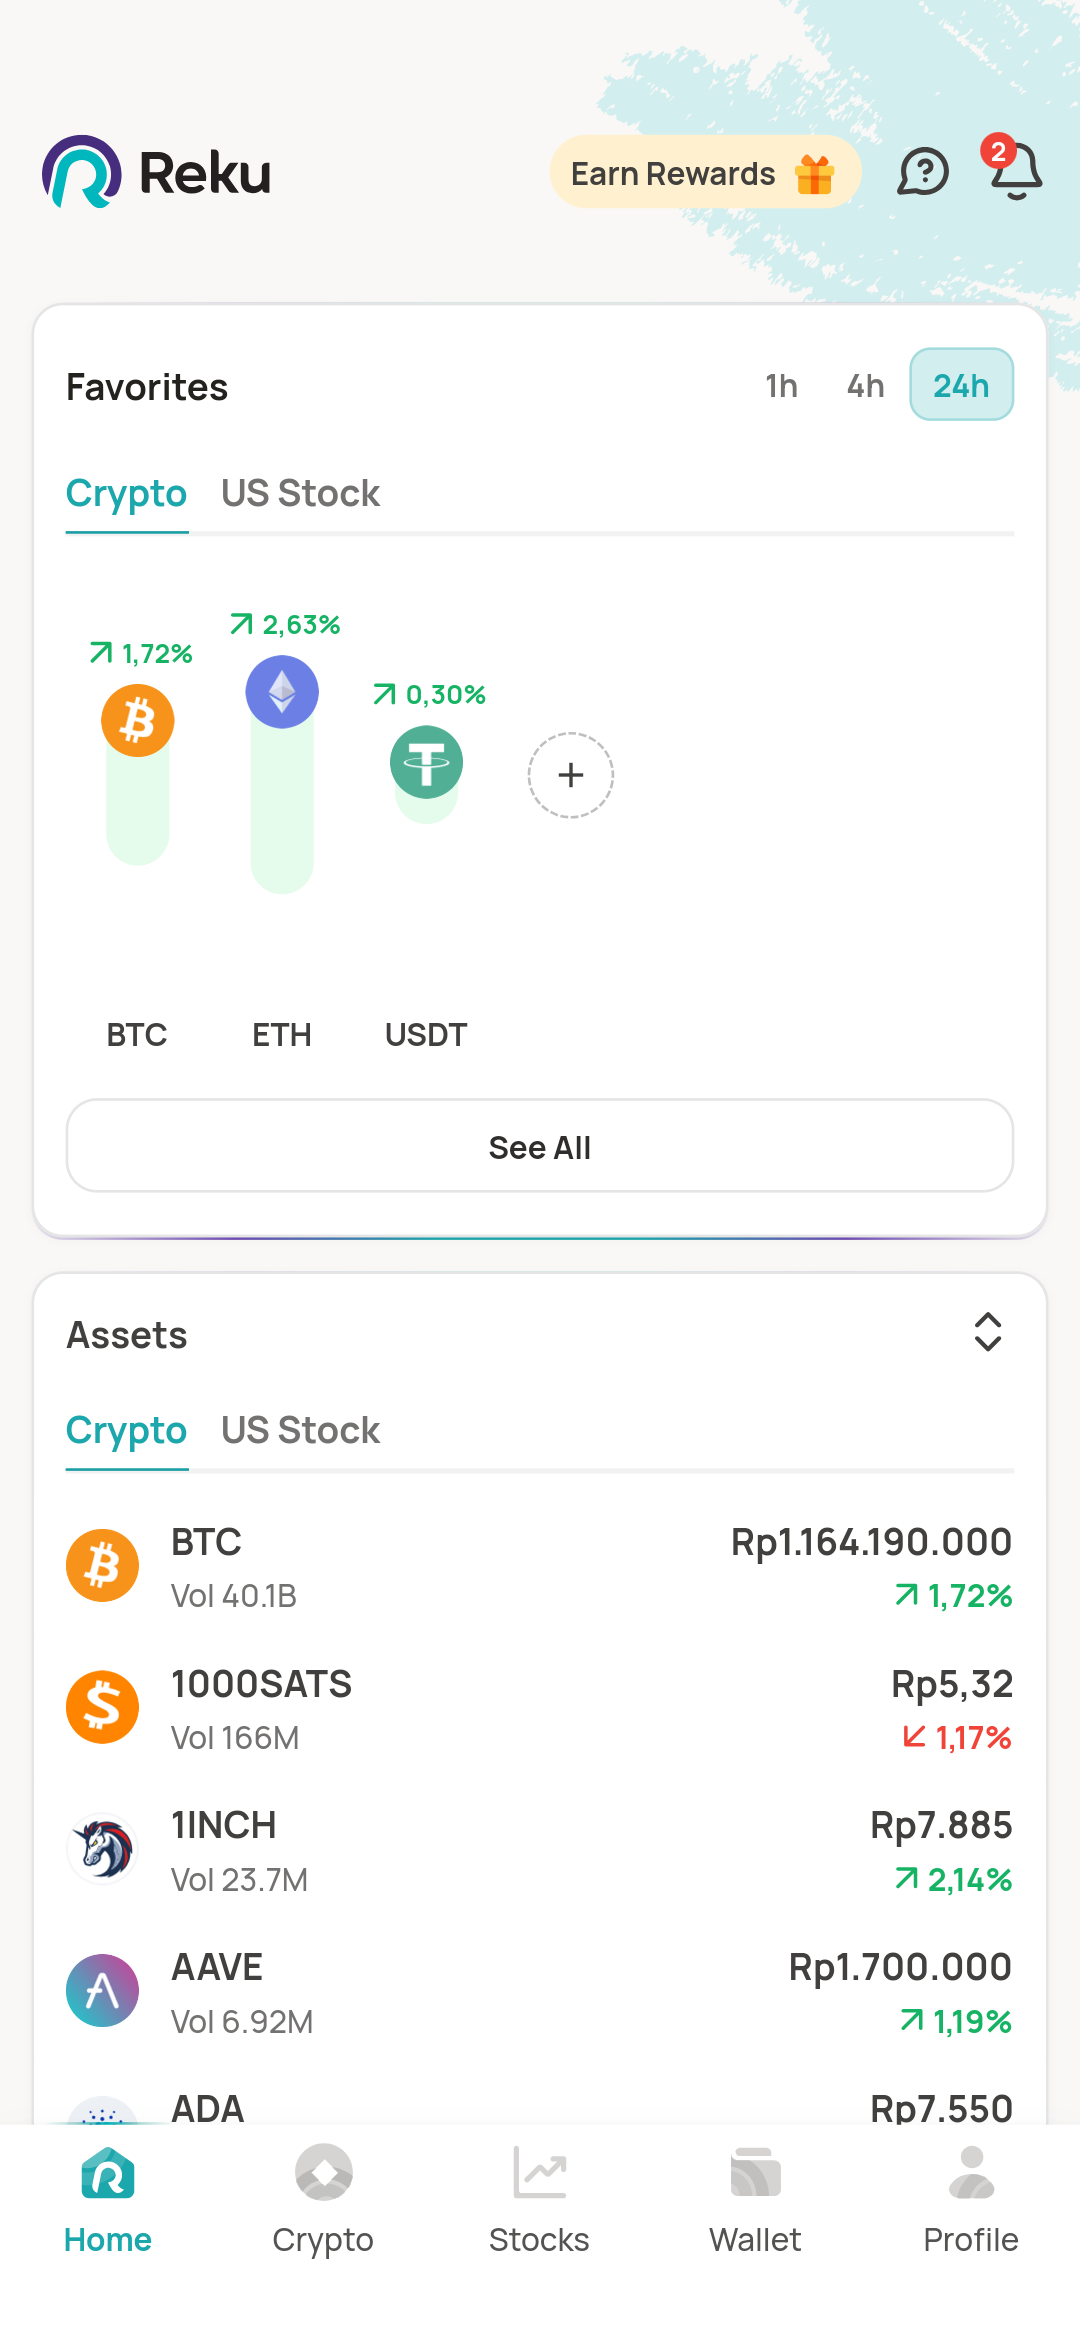 Reku
Earn Rewards
2
Favorites
1h 4h 24h
Crypto US Stock
1,72%
2,63%
0,30%
BTC ETH USDT
See All
Assets
Crypto US Stock
BTC Rp1.164.190.000
Vol 40.1B 1,72%
1000SATS Rp5,32
Vol 166M 1,17%
1INCH Rp7.885
Vol 23.7M 2,14%
AAVE Rp1.700.000
Vol 6.92M 1,19%
ADA Rp7.550
Home Crypto Stocks Wallet Profile